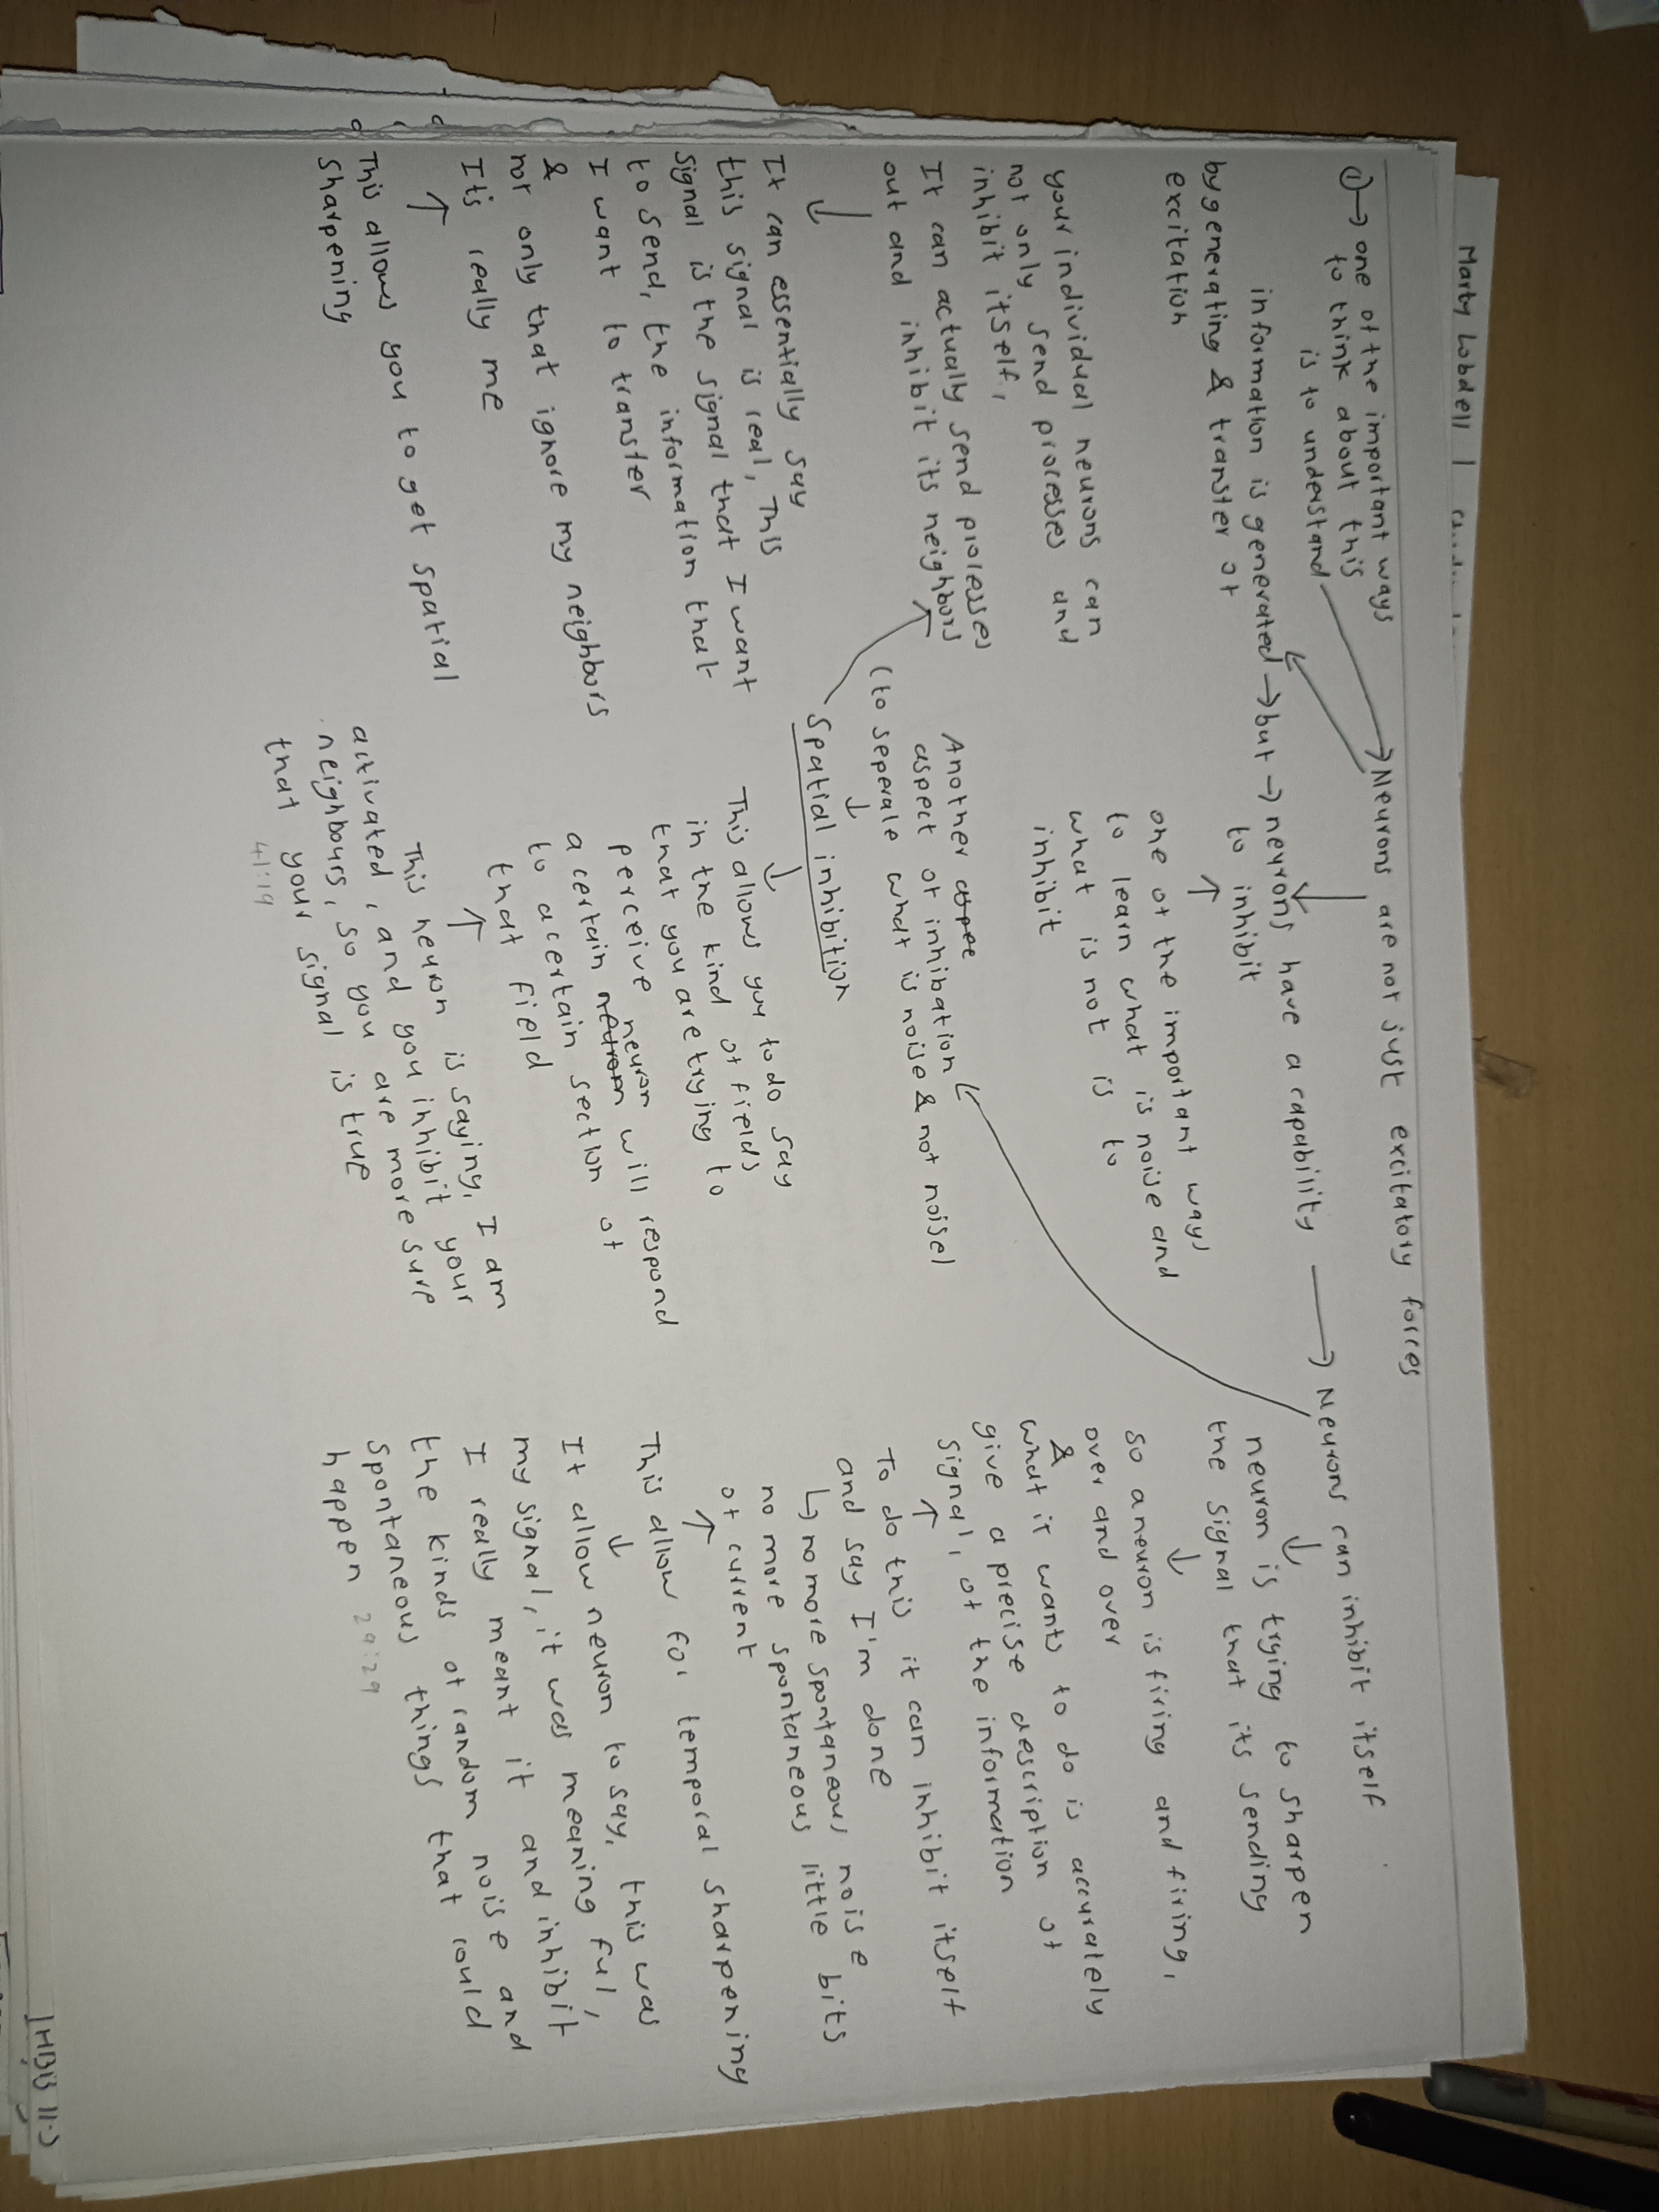 Marty Lobdell |
①→ one of the important ways
to think about this
is to understand
→ Neurons are not just excitatory forces
information is generated → but → neurons have a capability → Neurons can inhibit itself
by generating & transfer of
excitation
to inhibit
one of the important ways
to learn what is noise and
what is not is to
inhibit
neuron is trying to sharpen
the signal that its sending
so a neuron is firing and firing,
over and over
&
what it wants to do is accurately
give a precise description of
signal, of the information
To do this it can inhibit itself
and say I'm done
↳ no more spontaneous noise
no more spontaneous little bits
of current
This allow for temporal sharpening
It allow neuron to say, this was
my signal, it was meaning ful,
I really meant it and inhibit
the kinds of random noise and
spontaneous things that could
happen 29:29
Another aspee
aspect of inhibation
(to seperate what is noise & not noise)
your individual neurons can
not only send processes and
inhibit itself,
It can actually send processes
out and inhibit its neighbors
spatial inhibition
It can essentially say
this signal is real, This
signal is the signal that I want
to send, the information that
I want to transfer
&
not only that ignore my neighbors
It's really me
This allows you to get spatial
sharpening
This allows you to do say
in the kind of fields
that you are trying to
perceive neuron will respond
a certain neuron section of
to a certain
that field
This neuron is saying, I am
activated, and you inhibit your
neighbours, so you are more sure
that your signal is true
41:19